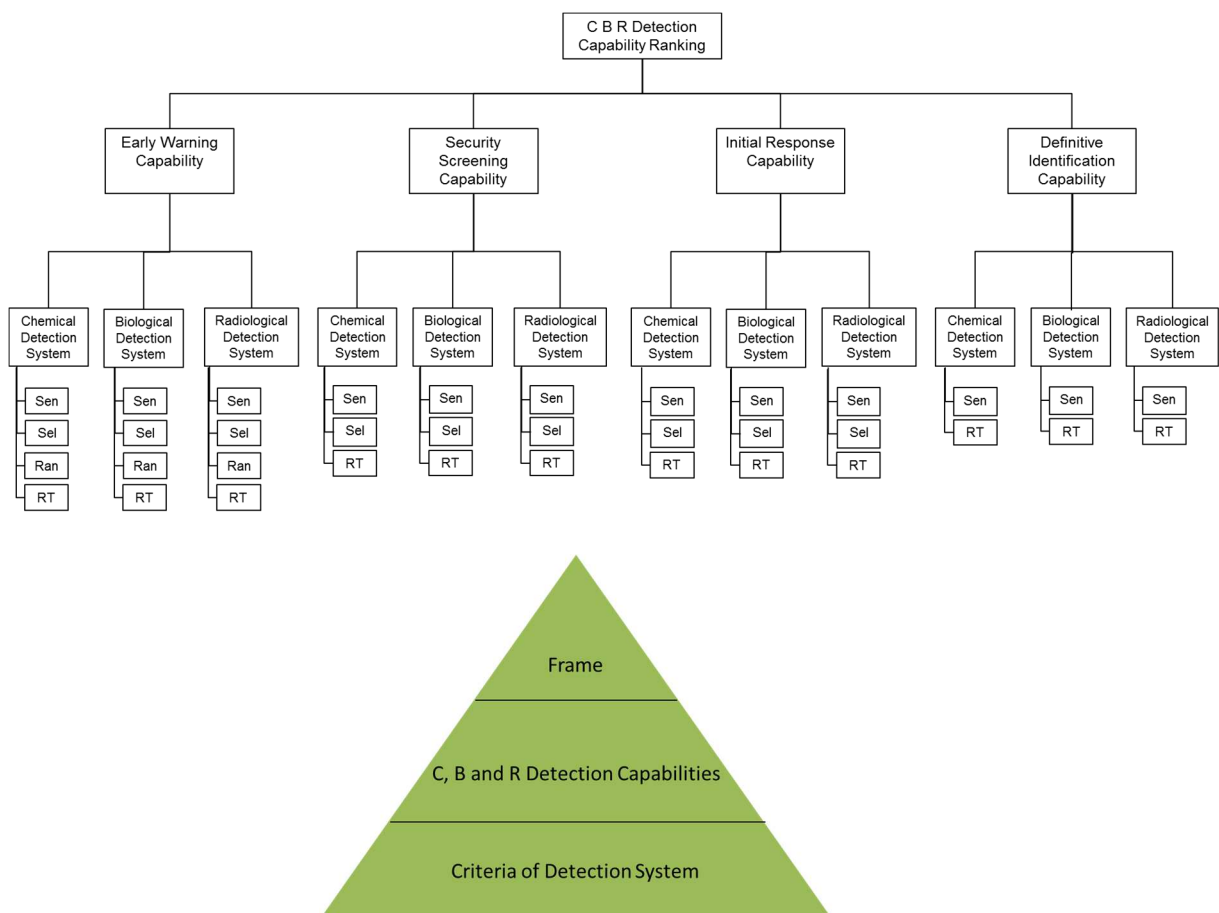 C B R Detection
Capability Ranking
Early Warning
Capability
Security
Screening
Capability
Initial Response
Capability
Definitive
Identification
Capability
Chemical
Detection
System
Biological
Detection
System
Radiological
Detection
System
Chemical
Detection
System
Biological
Detection
System
Radiological
Detection
System
Chemical
Detection
System
Biological
Detection
System
Radiological
Detection
System
Chemical
Detection
System
Biological
Detection
System
Radiological
Detection
System
Sen
Sel
Ran
RT
Sen
Sel
Ran
RT
Sen
Sel
Ran
RT
Sen
Sel
RT
Sen
Sel
RT
Sen
Sel
RT
Sen
Sel
RT
Sen
Sel
RT
Sen
Sel
RT
Sen
RT
Sen
RT
Sen
RT
Frame
C, B and R Detection Capabilities
Criteria of Detection System